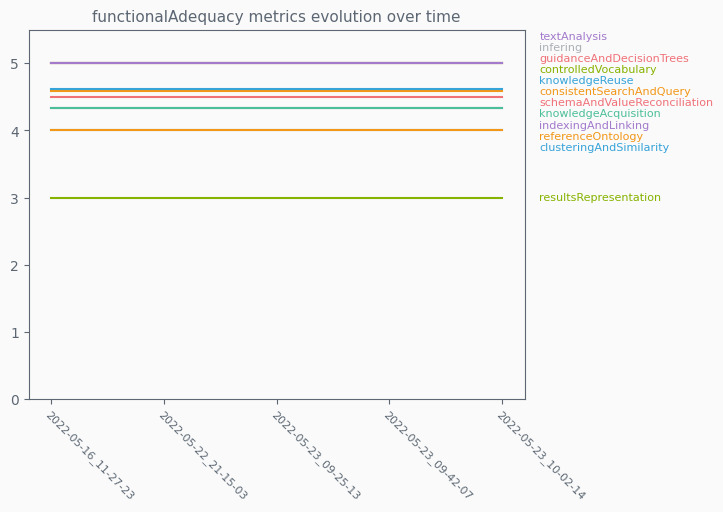 functionalAdequacy metrics evolution over time
textAnalysis
infering
guidanceAndDecisionTrees
controlledVocabulary
knowledgeReuse
consistentSearchAndQuery
schemaAndValueReconciliation
knowledgeAcquisition
indexingAndLinking
referenceOntology
clusteringAndSimilarity
resultsRepresentation
5
4
3
2
1
0
2022-05-16_11-27-23
2022-05-22_21-15-03
2022-05-23_09-25-13
2022-05-23_09-42-07
2022-05-23_10-02-14